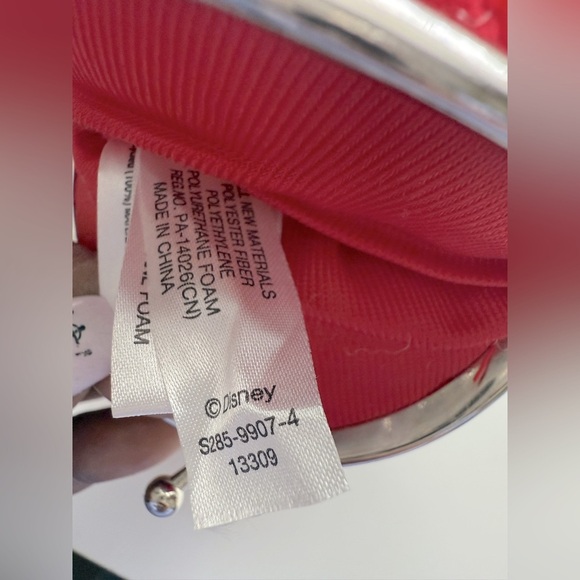 NEW MATERIALS
POLYESTER FIBER
POLYETHYLENE
POLYURETHANE FOAM
REG.NO. PA-14026(CN)
MADE IN CHINA
©Disney
S285-9907-4
13309
FOAM